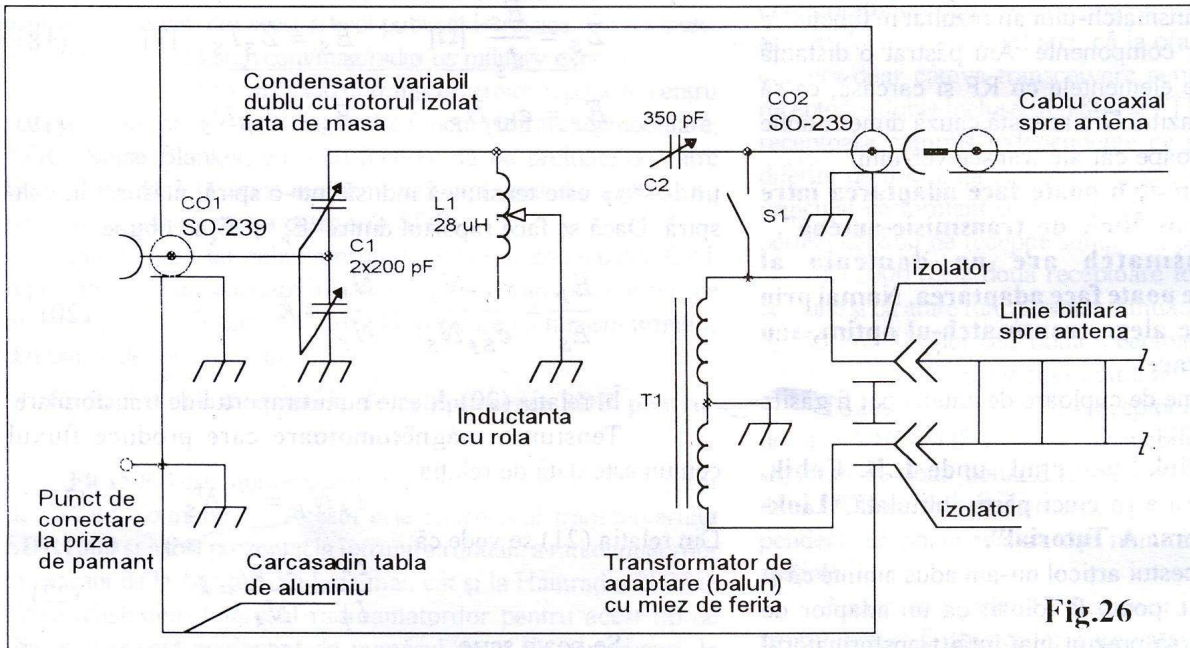 Condensator variabil
dublu cu rotorul izolat
fata de masa
CO1
SO-239
C1
2x200 pF
L1
28 uH
350 pF
C2
CO2
SO-239
Cablu coaxial
spre antena
S1
izolator
Linie bifilara
spre antena
T1
Inductanta
cu rola
izolator
Punct de
conectare
la priza
de pamant
Carcasadin tabla
de aluminiu
Transformator de
adaptare (balun)
cu miez de ferita
Fig.26